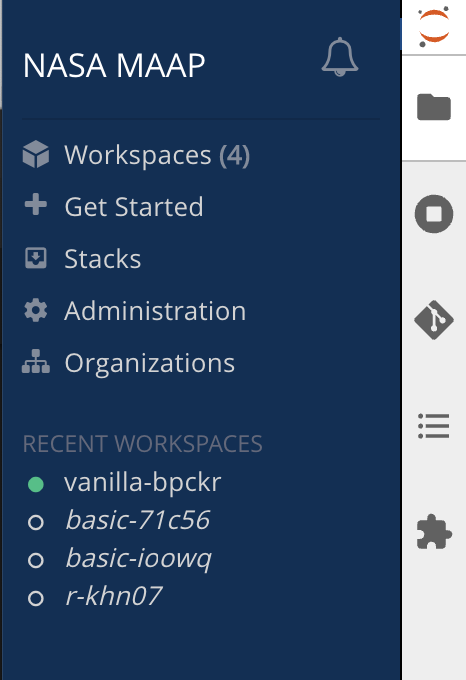 NASA MAAP
Workspaces (4)
Get Started
Stacks
Administration
Organizations
RECENT WORKSPACES
vanilla-bpckr
basic-71c56
basic-ioowq
r-khn07